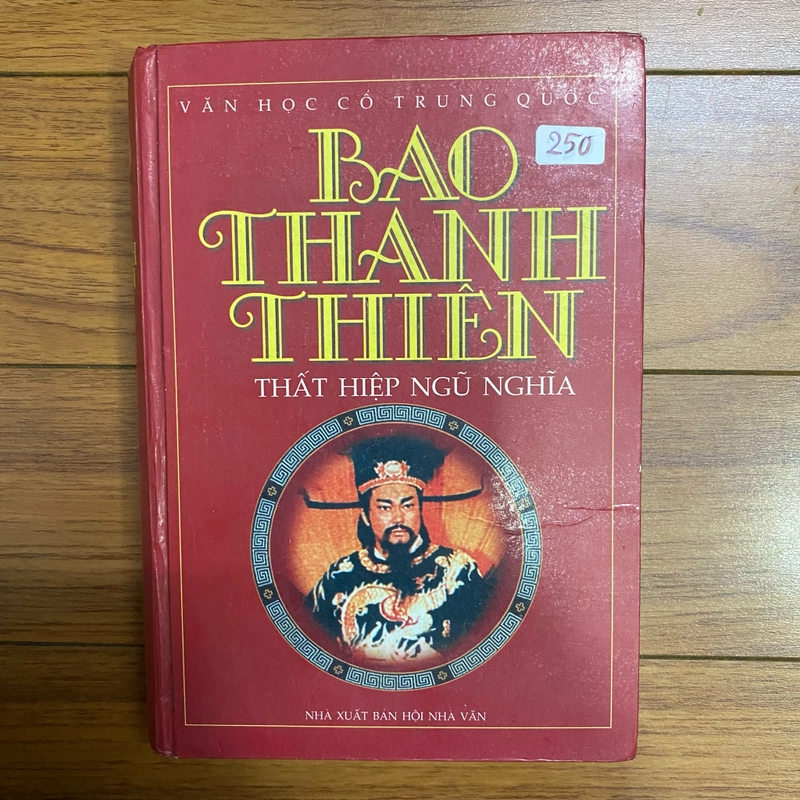 VĂN HỌC CỔ TRUNG QUỐC
250
BAO
THANH
THIÊN
THẤT HIỆP NGŨ NGHĨA
NHÀ XUẤT BẢN HỘI NHÀ VĂN